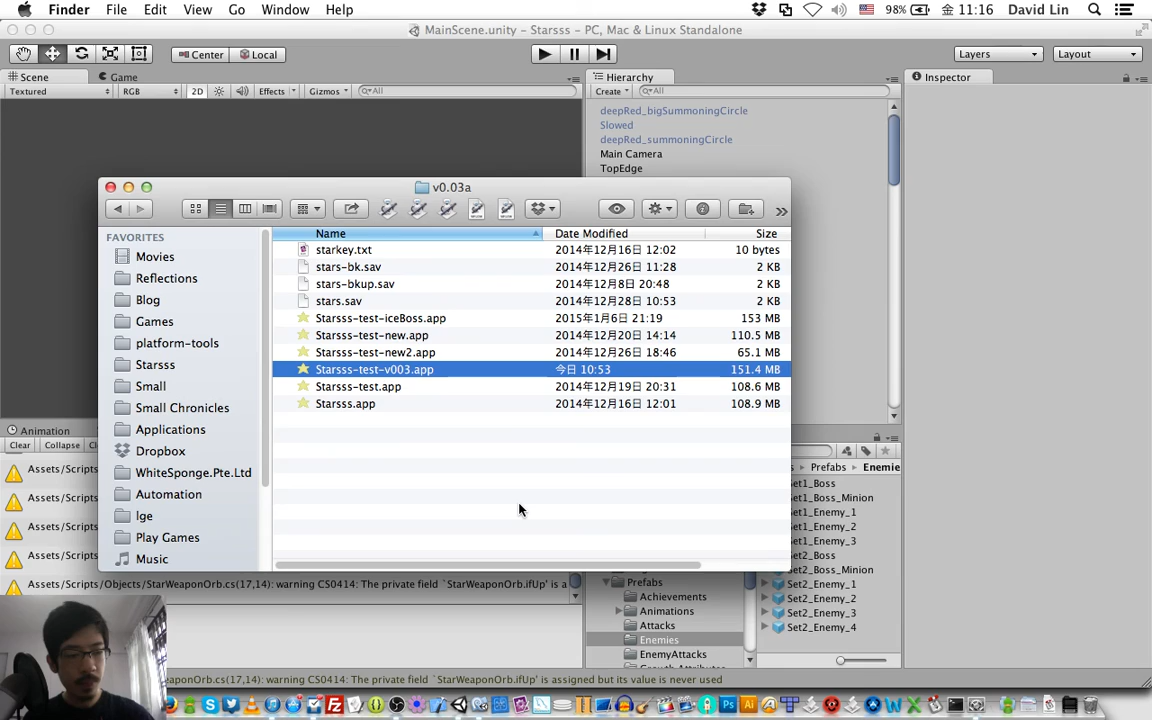 Finder File Edit View Go Window Help 98% 金 11:16 David Lin
MainScene.unity - Starsss - PC, Mac & Linux Standalone
Center Local Layers Layout
Scene Game Hierarchy Inspector
Textured RGB 2D Effects Gizmos All Create All
deepRed_bigSummoningCircle
Slowed
deepRed_summoningCircle
Main Camera
TopEdge
v0.03a
FAVORITES
Movies
Reflections
Blog
Games
platform-tools
Starsss
Small
Small Chronicles
Applications
Dropbox
WhiteSponge.Pte.Ltd
Automation
lge
Play Games
Music
Name Date Modified Size
starkey.txt 2014年12月16日 12:02 10 bytes
stars-bk.sav 2014年12月26日 11:28 2 KB
stars-bkup.sav 2014年12月8日 20:48 2 KB
stars.sav 2014年12月28日 10:53 2 KB
Starsss-test-iceBoss.app 2015年1月6日 21:19 153 MB
Starsss-test-new.app 2014年12月20日 14:14 110.5 MB
Starsss-test-new2.app 2014年12月26日 18:46 65.1 MB
Starsss-test-v003.app 今日 10:53 151.4 MB
Starsss-test.app 2014年12月19日 20:31 108.6 MB
Starsss.app 2014年12月16日 12:01 108.9 MB
Animation
Clear Collapse
Assets/Scripts
Assets/Scripts
Assets/Scripts
Assets/Scripts
Assets/Scripts/Objects/StarWeaponOrb.cs(17,14): warning CS0414: The private field `StarWeaponOrb.ifUp' is a
Prefabs
Achievements
Animations
Attacks
Enemies
EnemyAttacks
Prefabs Enemie
Set1_Boss
Set1_Boss_Minion
Set1_Enemy_1
Set1_Enemy_2
Set1_Enemy_3
Set2_Boss
Set2_Boss_Minion
Set2_Enemy_1
Set2_Enemy_2
Set2_Enemy_3
Set2_Enemy_4
cs(17,14): warning CS0414: The private field `StarWeaponOrb.ifUp' is assigned but its value is never used